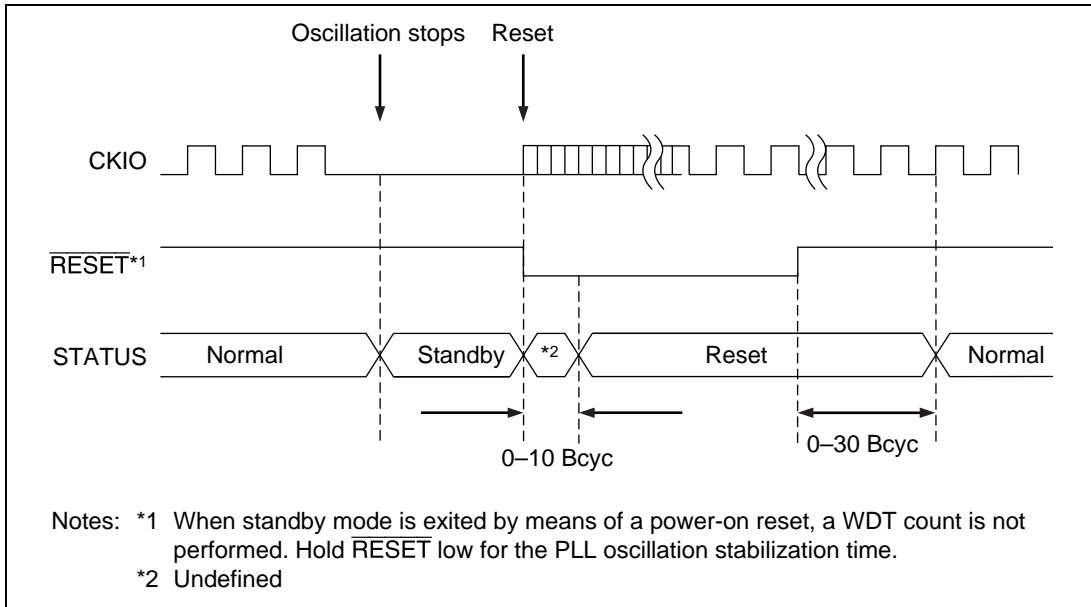 Oscillation stops Reset
CKIO
RESET*1
STATUS Normal Standby *2 Reset Normal
0–10 Bcyc 0–30 Bcyc
Notes: *1 When standby mode is exited by means of a power-on reset, a WDT count is not
performed. Hold RESET low for the PLL oscillation stabilization time.
*2 Undefined